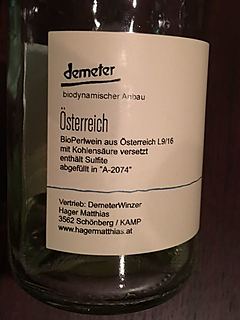 demeter
biodynamischer Anbau
Österreich
BioPerlwein aus Österreich L9/16
mit Kohlensäure versetzt
enthält Sulfite
abgefüllt in "A-2074"
Vertrieb: DemeterWinzer
Hager Matthias
3562 Schönberg / KAMP
www.hagermatthias.at